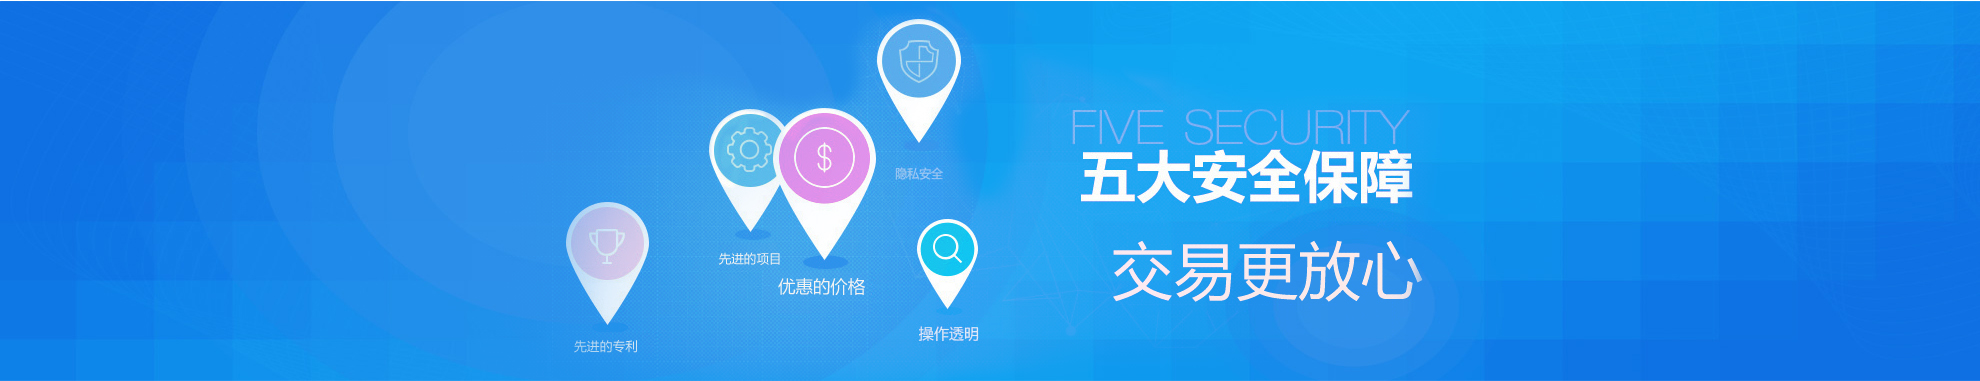 隐私安全
先进的项目
优惠的价格
操作透明
先进的专利
FIVE SECURITY
五大安全保障
交易更放心